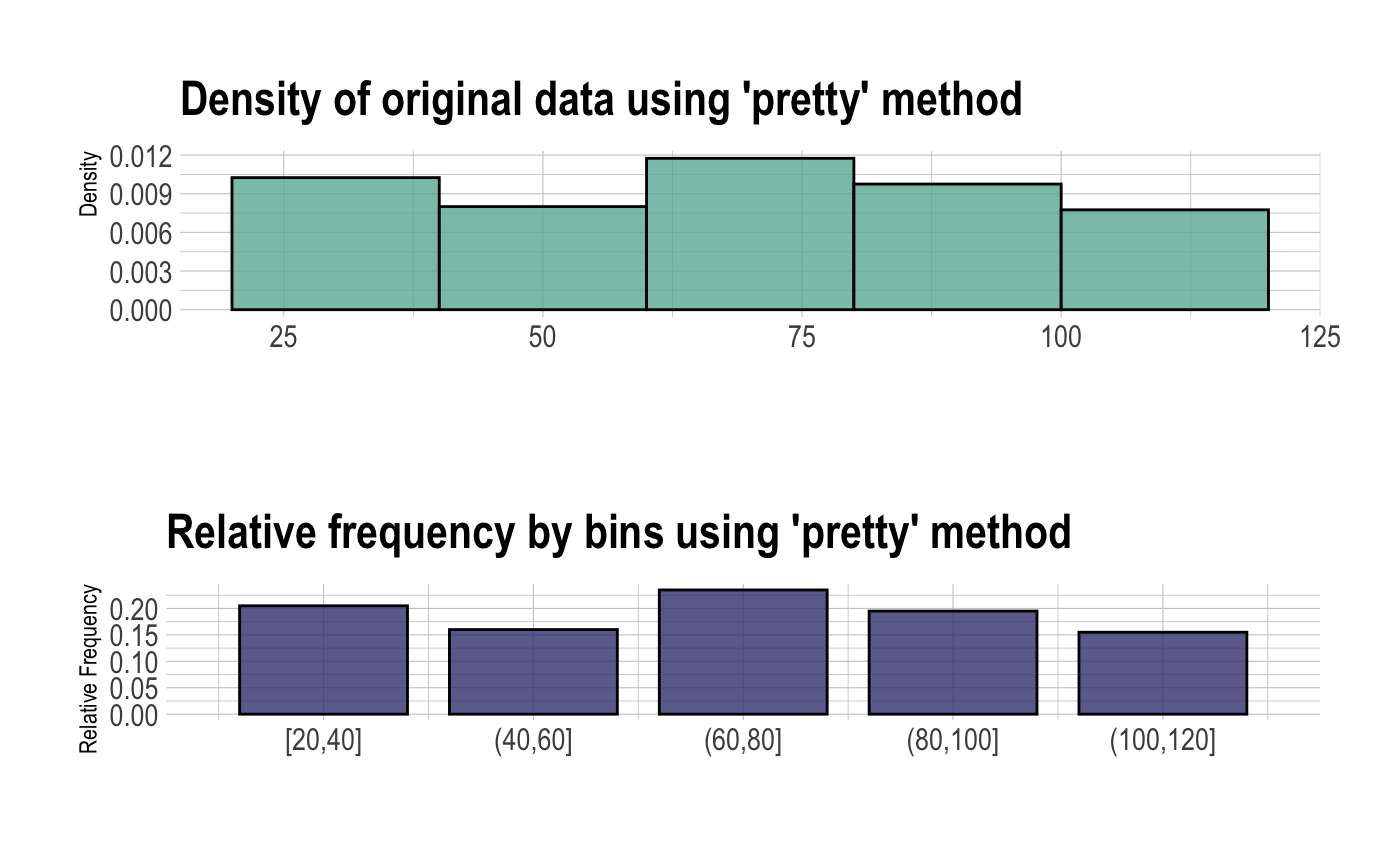 Density of original data using 'pretty' method
Density
0.012
0.009
0.006
0.003
0.000
25 50 75 100 125
Relative frequency by bins using 'pretty' method
Relative Frequency
0.20
0.15
0.10
0.05
0.00
[20,40] (40,60] (60,80] (80,100] (100,120]